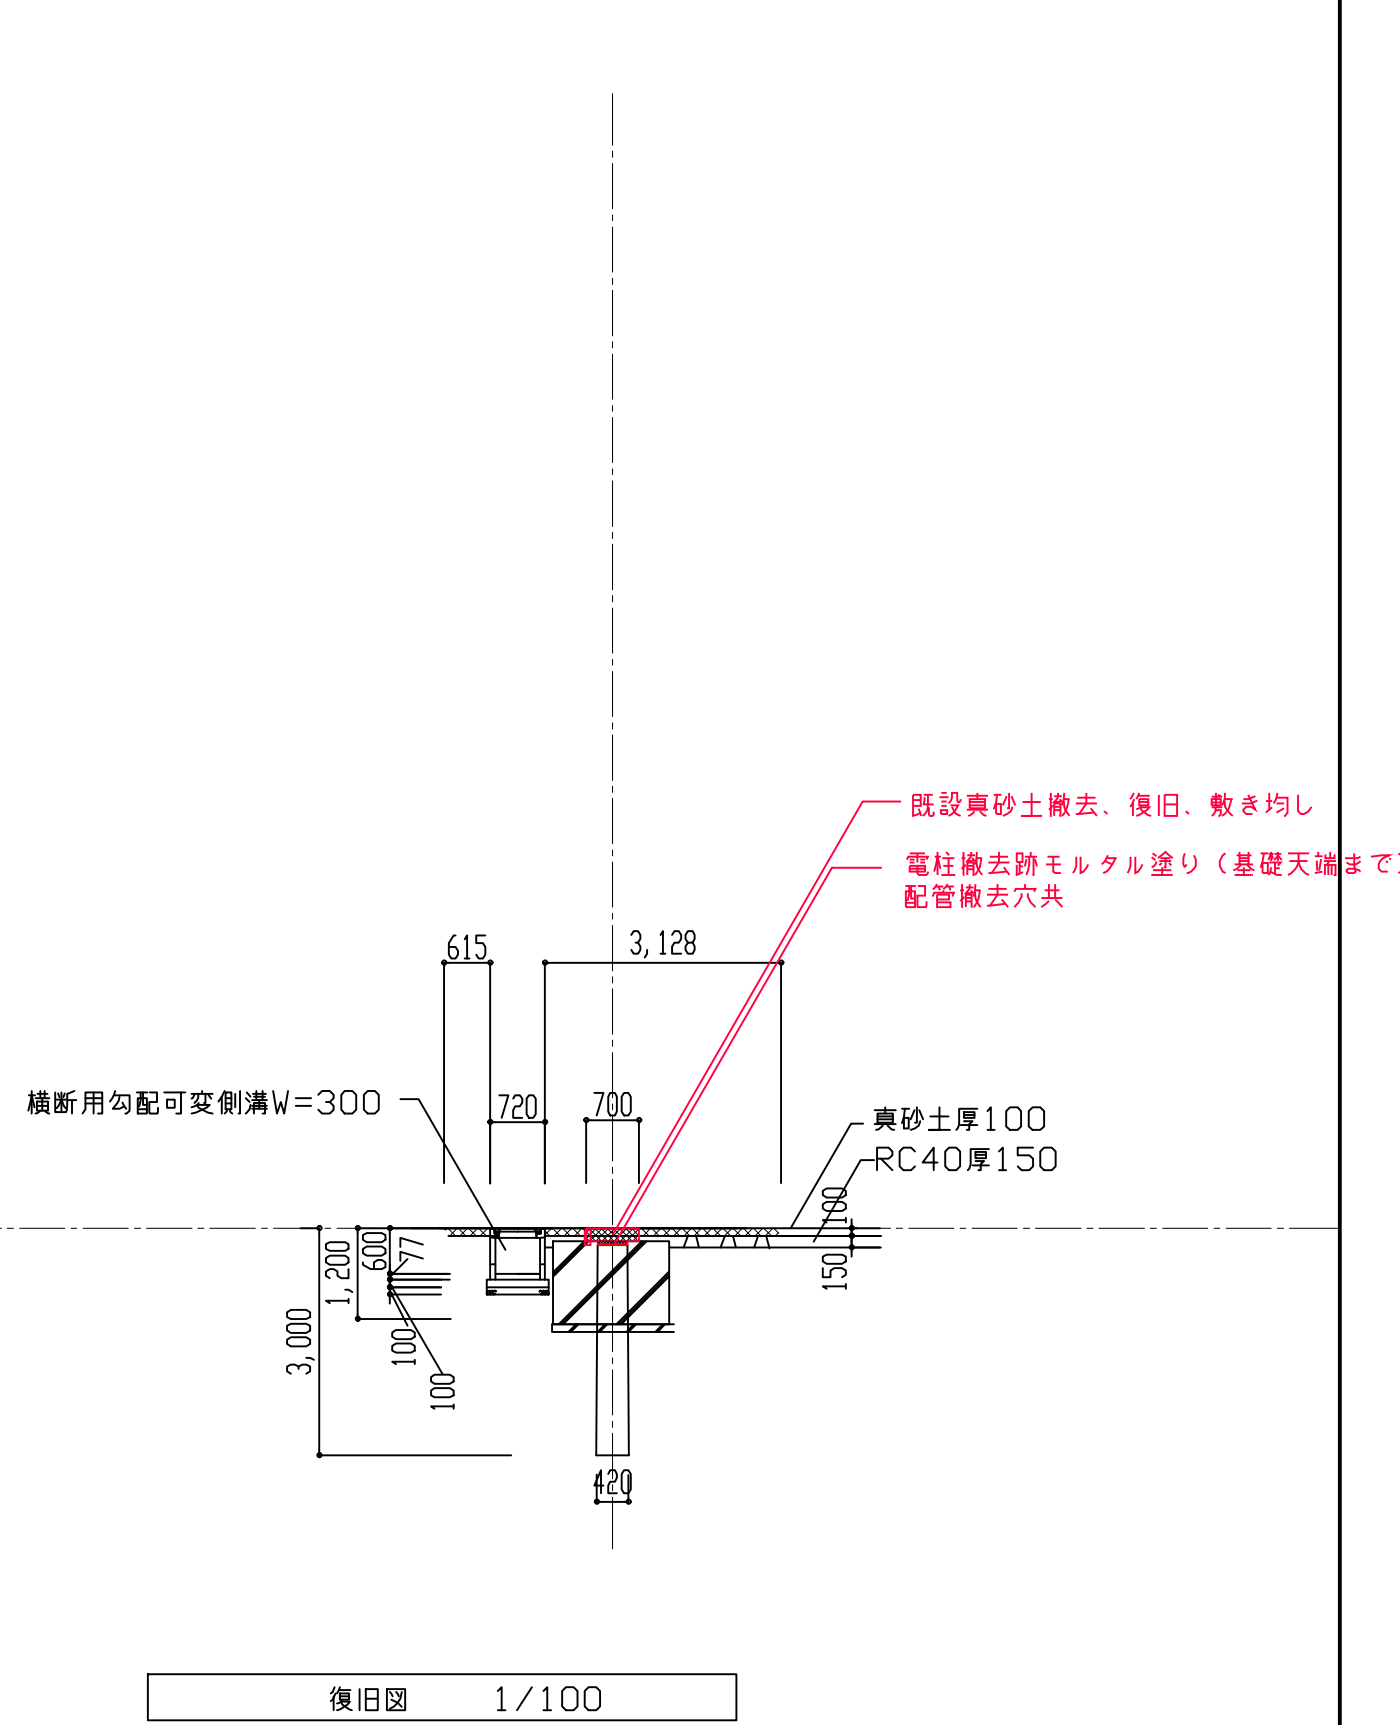 既設真砂土撤去、復旧、敷き均し
電柱撤去跡モルタル塗り（基礎天端まで）
配管撤去穴共
615
3,128
横断用勾配可変側溝W=300
720
700
真砂土厚100
RC40厚150
100
150
77
600
1,200
3,000
100
100
420
復旧図 1/100